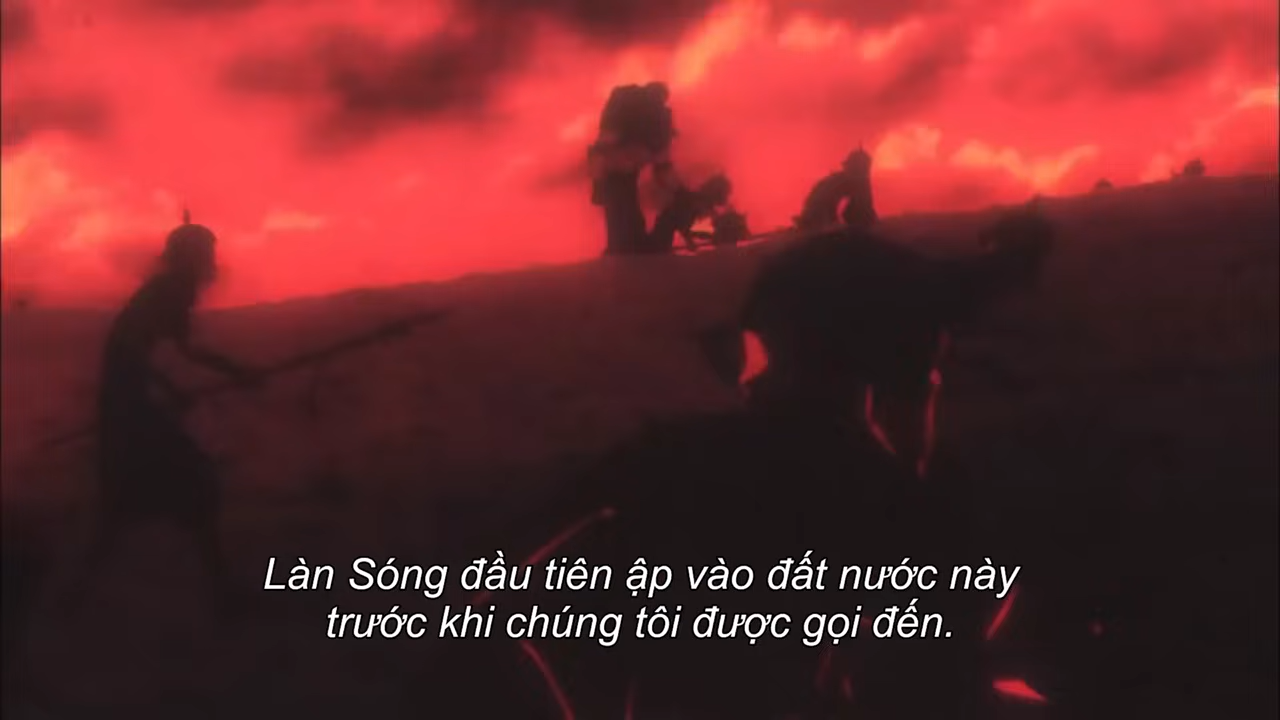 Làn Sóng đầu tiên ập vào đất nước này
trước khi chúng tôi được gọi đến.